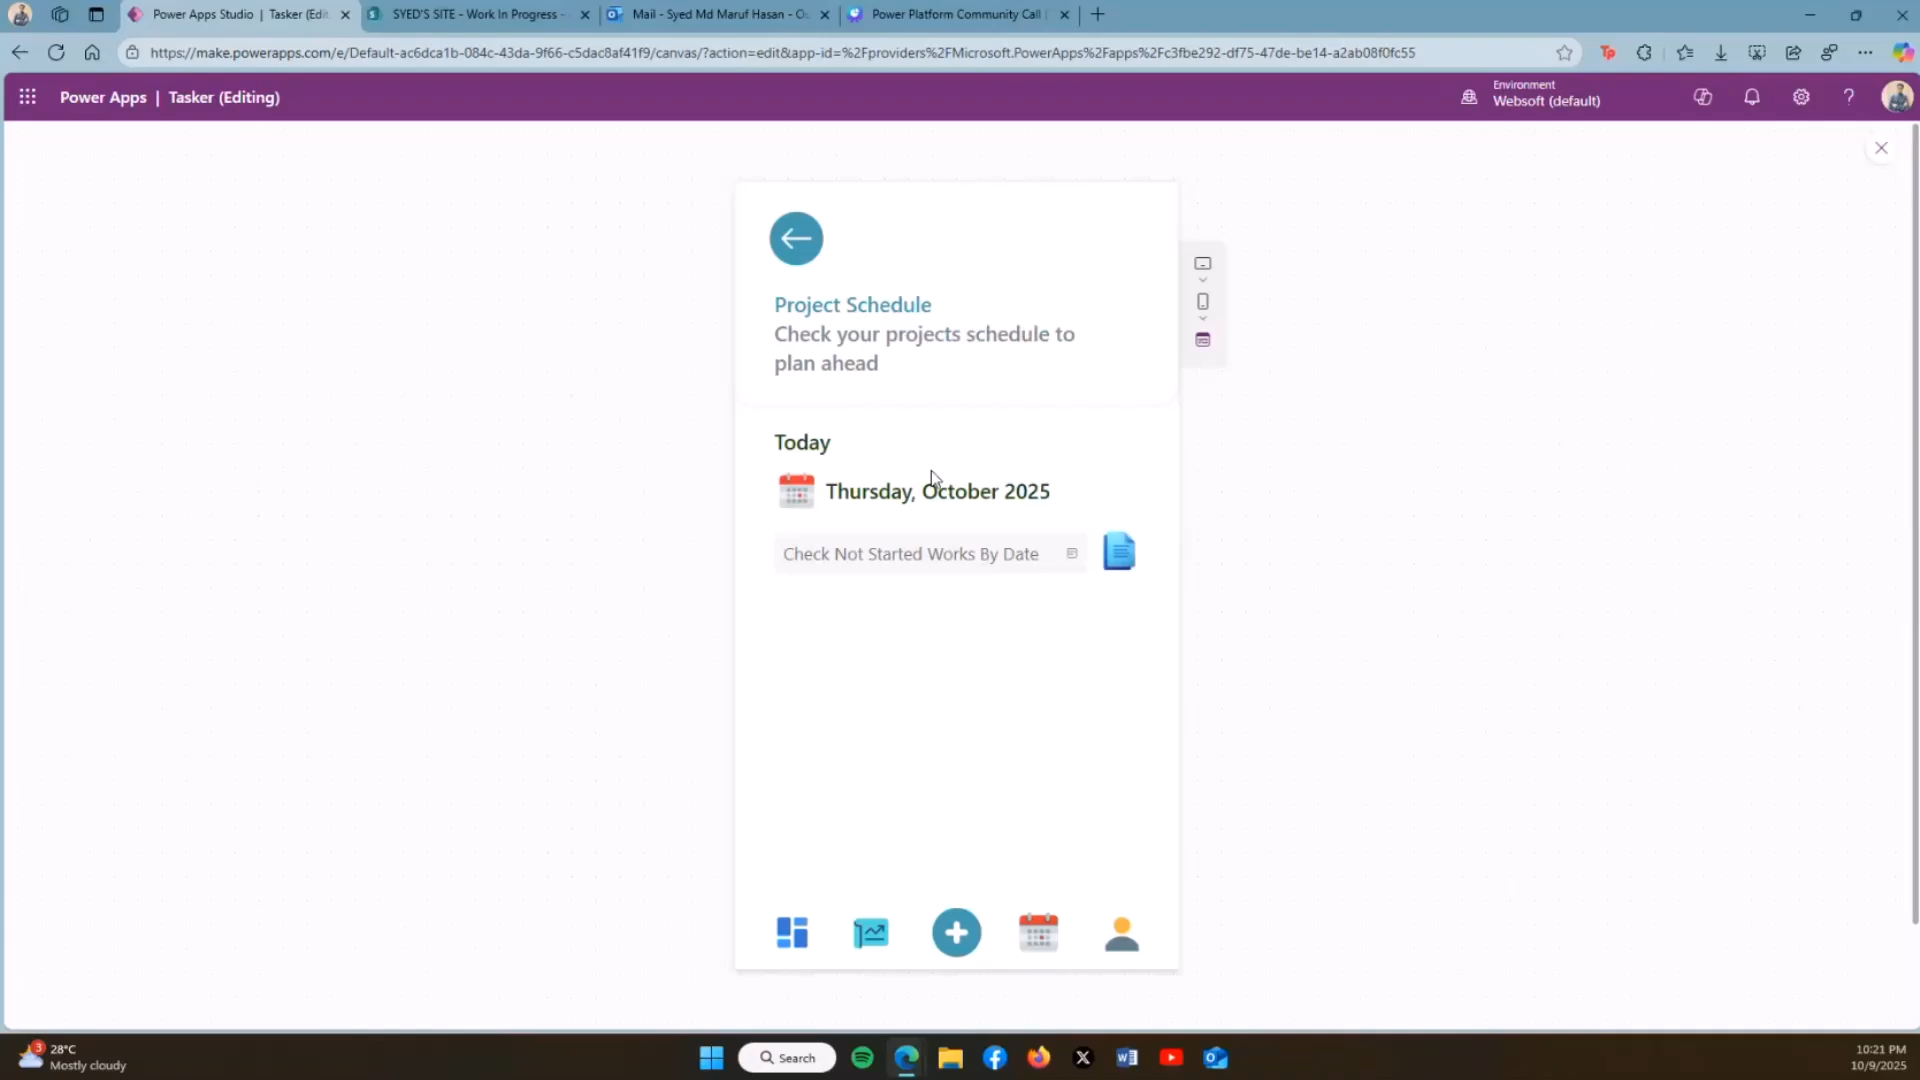 Power Apps Studio | Tasker (Edit
SYED'S SITE - Work In Progress -
Mail - Syed Md Maruf Hasan - O
Power Platform Community Call
https://make.powerapps.com/e/Default-ac6dca1b-084c-43da-9f66-c5dac8af41f9/canvas/?action=edit&app-id=%2Fproviders%2FMicrosoft.PowerApps%2Fapps%2Fc3fbe292-df75-47de-be14-a2ab08f0fc55
Tp
Power Apps | Tasker (Editing)
Environment
Websoft (default)
?
Project Schedule
Check your projects schedule to
plan ahead
Today
Thursday, October 2025
Check Not Started Works By Date
3
28°C
Mostly cloudy
Search
10:21 PM
10/9/2025